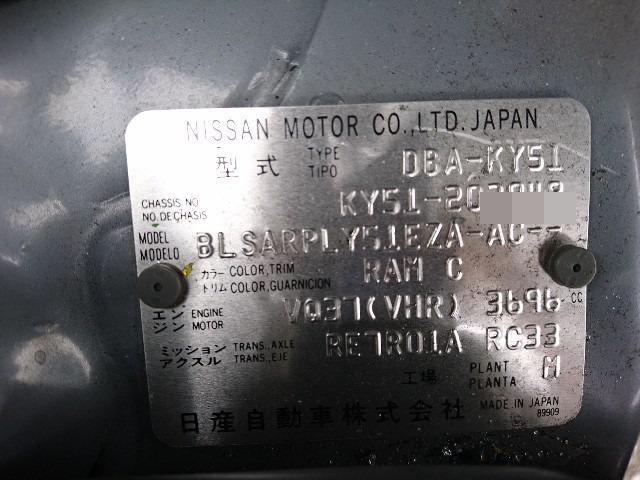 NISSAN MOTOR CO.,LTD.JAPAN
型式 TYPE TIPO DBA-KY51
CHASSIS NO NO.DE CHASIS KY51-20
MODEL MODELO BLSARPLY51EZA-AC--
カラー COLOR,TRIM トリム COLOR,GUARNICION RAM C
エンジン ENGINE MOTOR VQ37(VHR) 3696 CC
ミッション TRANS.,AXLE アクスル TRANS.,EJE RE7R01A RC33
工場 PLANT PLANTA M
日産自動車株式会社 MADE IN JAPAN
89909